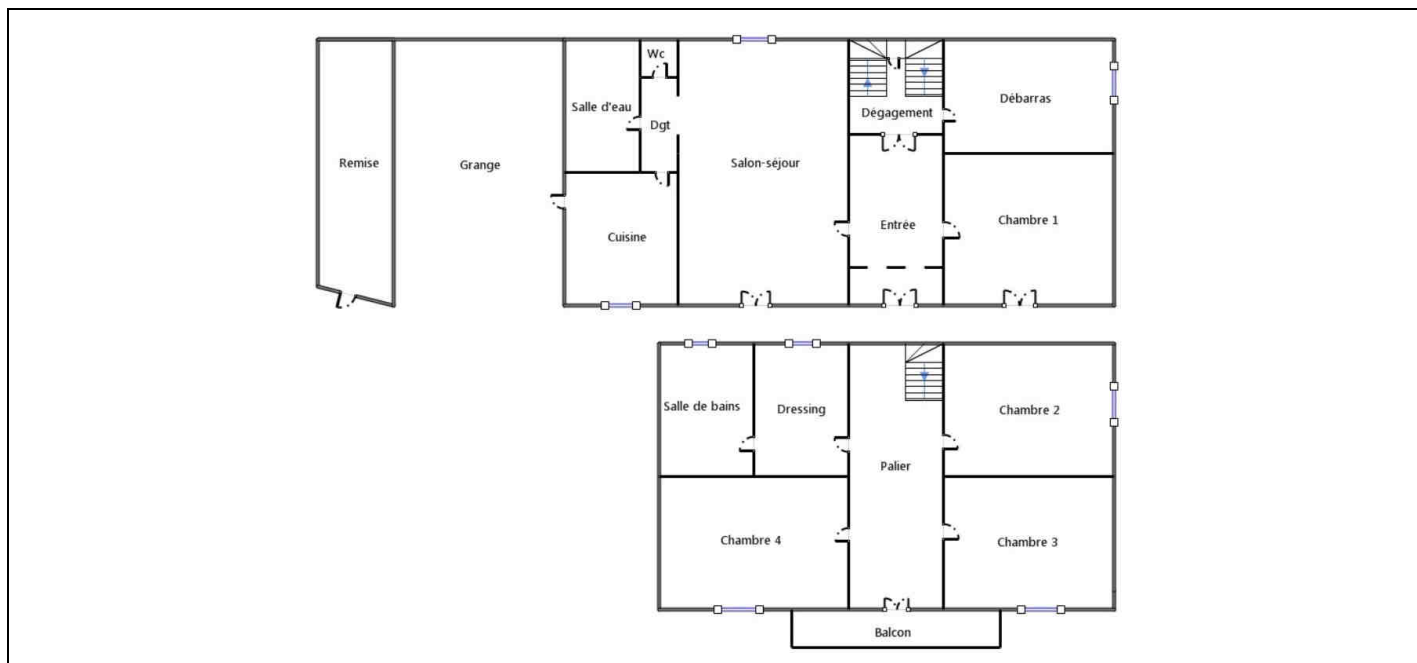 Wc
Salle d'eau
Dgt
Remise
Grange
Salon-séjour
Dégagement
Débarras
Cuisine
Entrée
Chambre 1
Salle de bains
Dressing
Chambre 2
Palier
Chambre 4
Chambre 3
Balcon